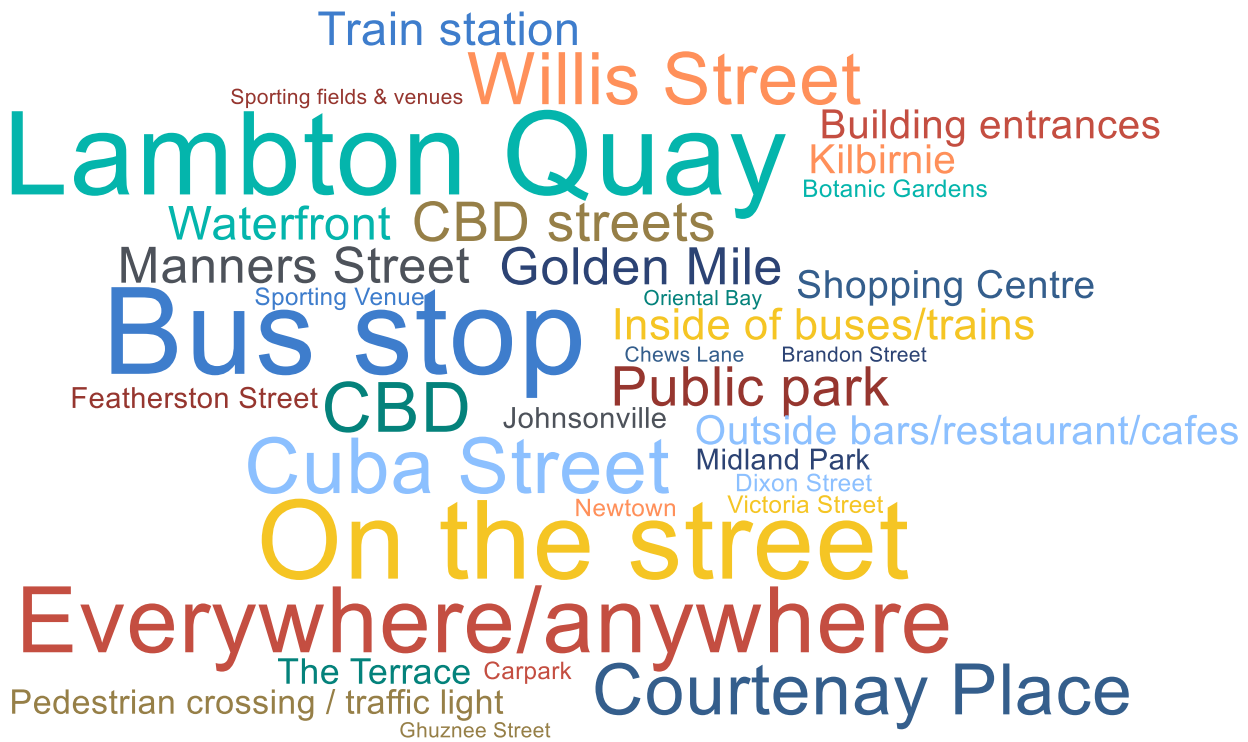 Train station
Willis Street
Sporting fields & venues
Lambton Quay
Building entrances
Kilbirnie
Botanic Gardens
Waterfront
CBD streets
Manners Street
Golden Mile
Shopping Centre
Sporting Venue
Oriental Bay
Bus stop
Inside of buses/trains
Chews Lane
Brandon Street
Featherston Street
CBD
Public park
Johnsonville
Outside bars/restaurant/cafes
Cuba Street
Midland Park
Dixon Street
Newtown
Victoria Street
On the street
Everywhere/anywhere
The Terrace
Carpark
Courtenay Place
Pedestrian crossing / traffic light
Ghuznee Street